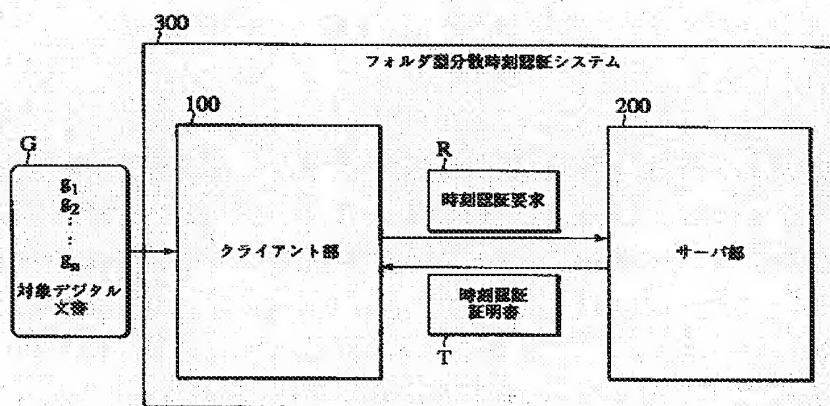 300
フォルダ型分散時刻認証システム
100
200
G
R
g1
g2
:
:
gn
対象デジタル
文書
時刻認証要求
クライアント部
サーバ部
時刻認証
証明書
T